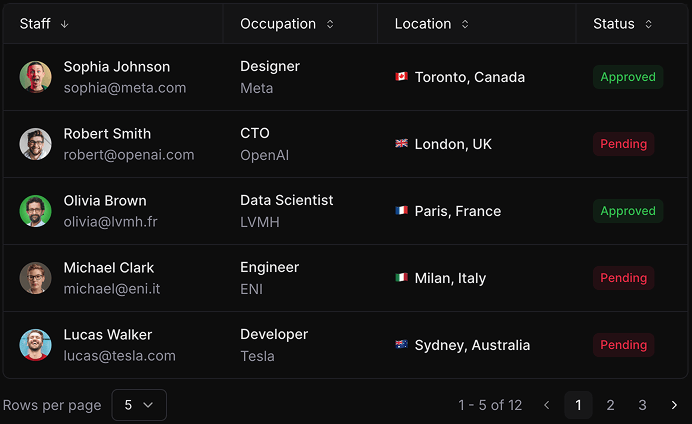 Staff Occupation Location Status
Sophia Johnson Designer Toronto, Canada Approved
sophia@meta.com Meta
Robert Smith CTO London, UK Pending
robert@openai.com OpenAI
Olivia Brown Data Scientist Paris, France Approved
olivia@lvmh.fr LVMH
Michael Clark Engineer Milan, Italy Pending
michael@eni.it ENI
Lucas Walker Developer Sydney, Australia Pending
lucas@tesla.com Tesla
Rows per page 5 1 - 5 of 12 1 2 3